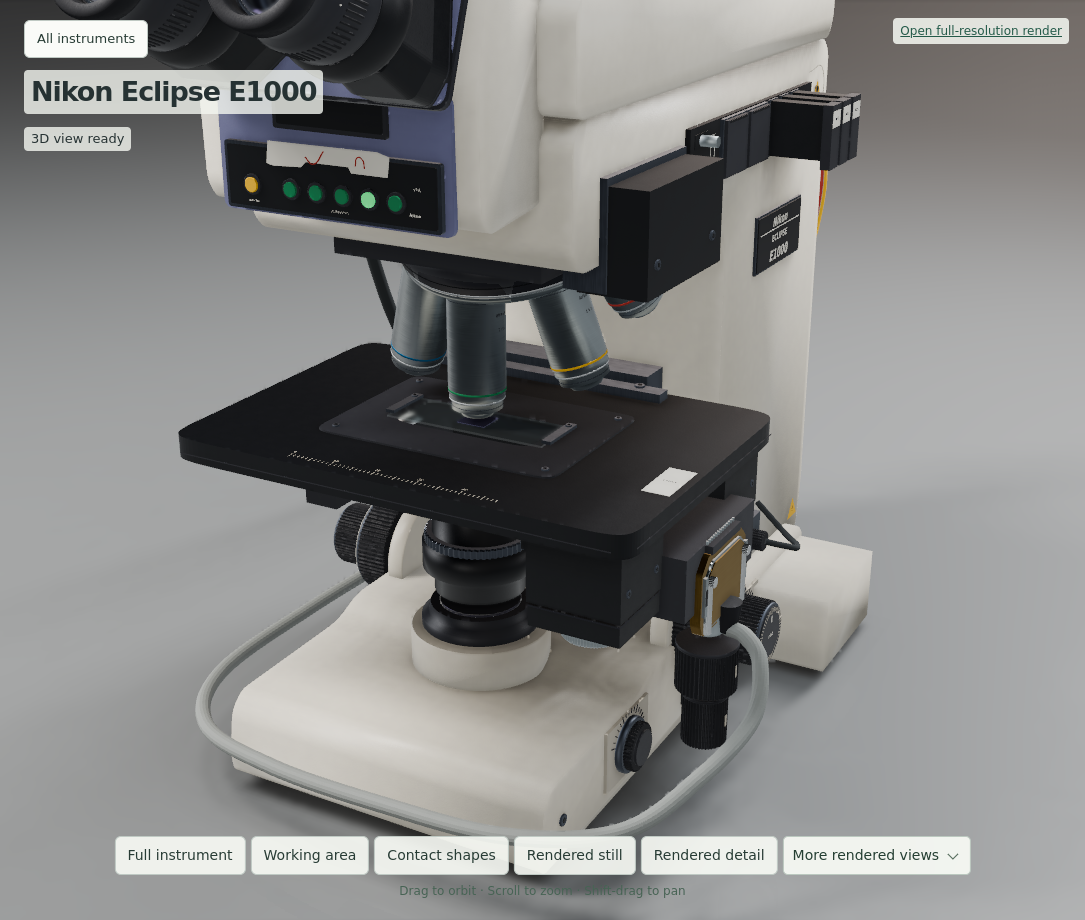 All instruments
Open full-resolution render
Nikon Eclipse E1000
3D view ready
Nikon
ECLIPSE
E1000
Full instrument
Working area
Contact shapes
Rendered still
Rendered detail
More rendered views
Drag to orbit · Scroll to zoom · Shift-drag to pan